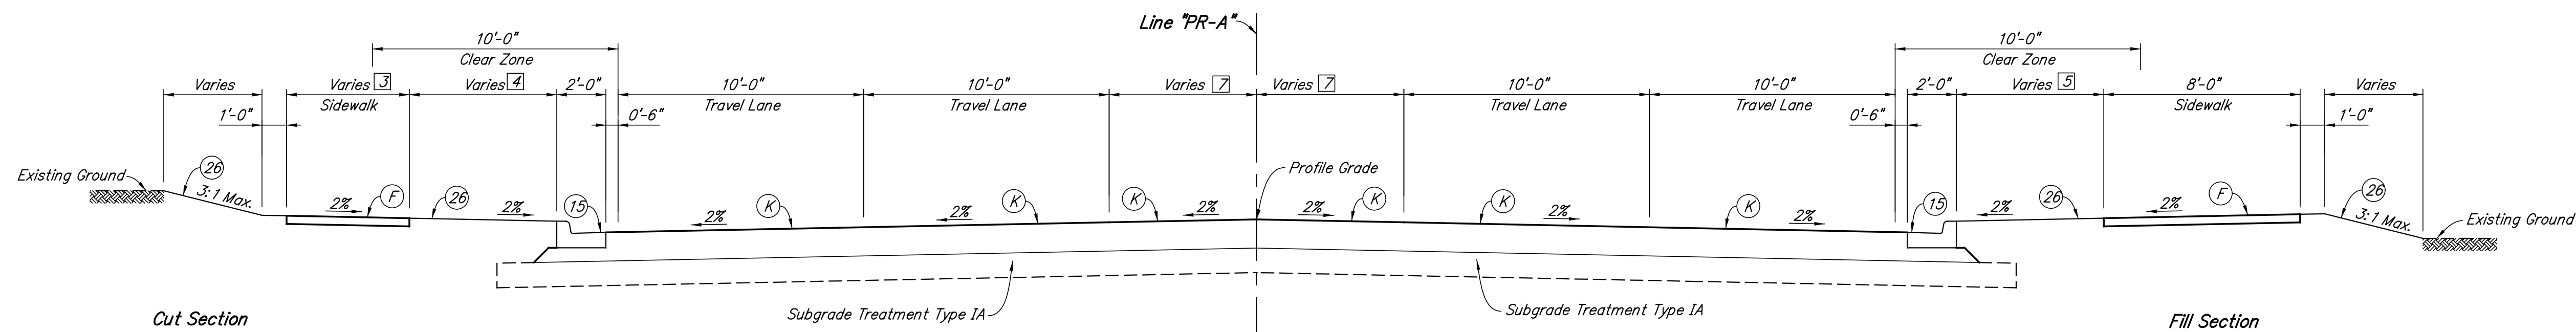 Line "PR-A"
10'-0"
Clear Zone
10'-0"
Clear Zone
Varies
Varies 3
Sidewalk
Varies 4
2'-0"
10'-0"
Travel Lane
10'-0"
Travel Lane
Varies 7
Varies 7
10'-0"
Travel Lane
10'-0"
Travel Lane
2'-0"
Varies 5
8'-0"
Sidewalk
Varies
1'-0"
0'-6"
0'-6"
1'-0"
Existing Ground
26
3:1 Max.
2%
F
26
2%
15
2%
K
2%
K
K
2%
Profile Grade
2%
K
K
2%
K
2%
15
2%
26
2%
F
26
3:1 Max.
Existing Ground
Subgrade Treatment Type IA
Subgrade Treatment Type IA
Cut Section
Fill Section